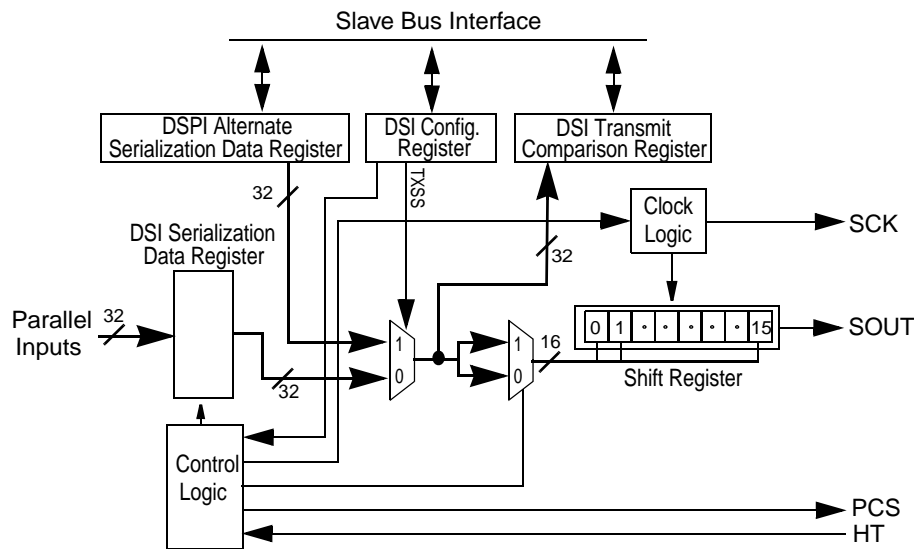 Slave Bus Interface
DSPI Alternate
Serialization Data Register
DSI Config.
Register
DSI Transmit
Comparison Register
32
TXSS
Clock
Logic
SCK
DSI Serialization
Data Register
32
Parallel
Inputs
32
32
1
0
1
0
16
0 1 15
SOUT
Shift Register
Control
Logic
PCS
HT